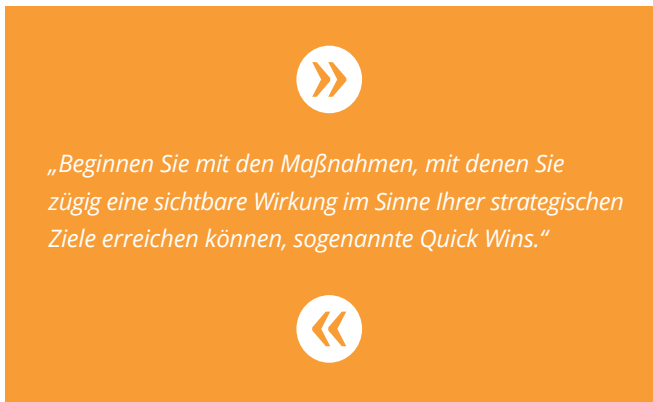 »
„Beginnen Sie mit den Maßnahmen, mit denen Sie
zügig eine sichtbare Wirkung im Sinne Ihrer strategischen
Ziele erreichen können, sogenannte Quick Wins.“
«